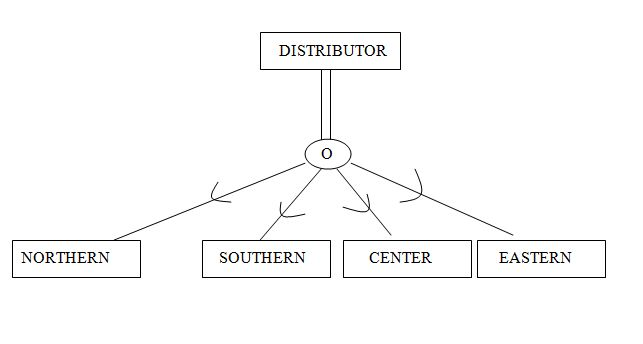 DISTRIBUTOR
O
NORTHERN
SOUTHERN
CENTER
EASTERN